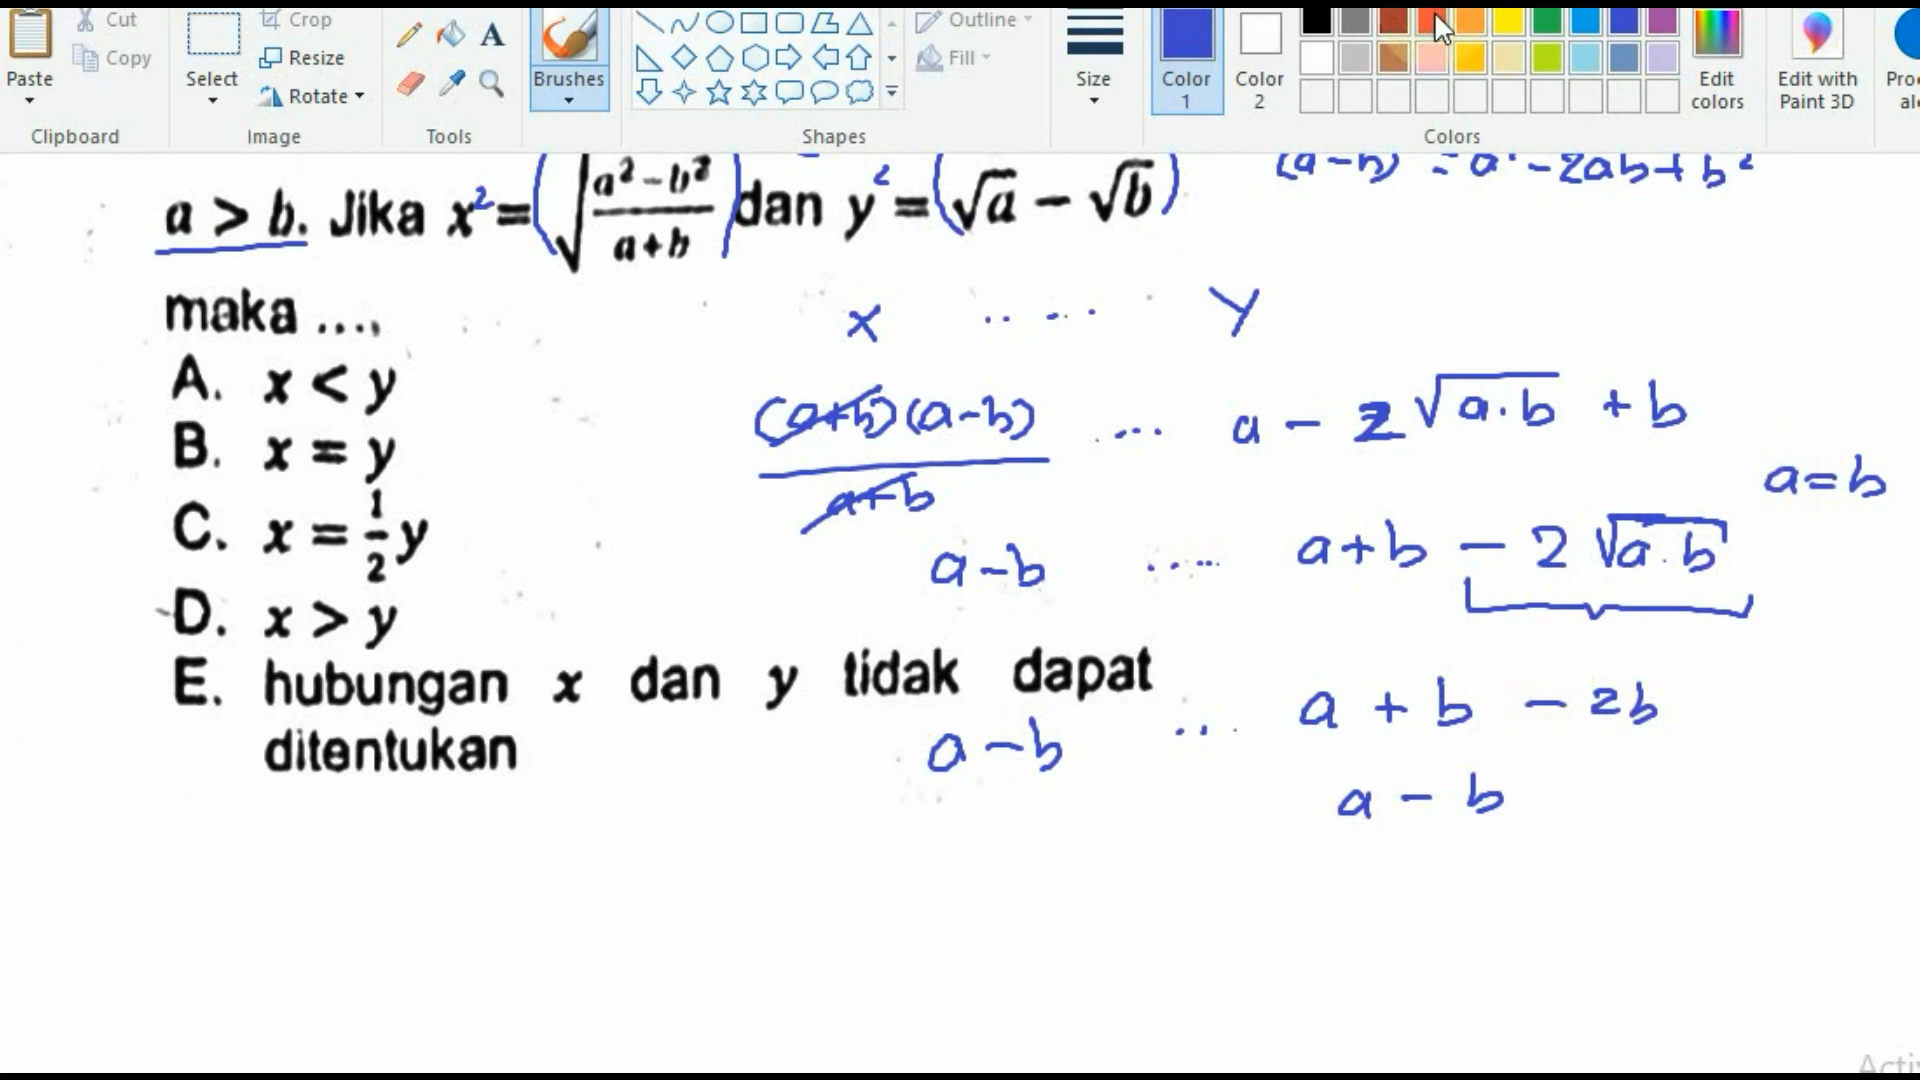 Cut
Crop
Outline
Copy
Resize
Fill
Paste
Select
Rotate
A
Brushes
Size
Color 1
Color 2
Edit colors
Edit with Paint 3D
Clipboard
Image
Tools
Shapes
Colors
(a-b) = a² - 2ab + b²
a > b. Jika x² = (√((a² - b²)/(a + b))) dan y² = (√a - √b)
maka ....
x ..... y
A. x < y
(a+b)(a-b) / a+b ... a - 2√a.b + b
B. x = y
a=b
C. x = ½ y
a-b ..... a+b - 2√a.b
D. x > y
E. hubungan x dan y tidak dapat
ditentukan
a-b ... a + b - 2b
a - b